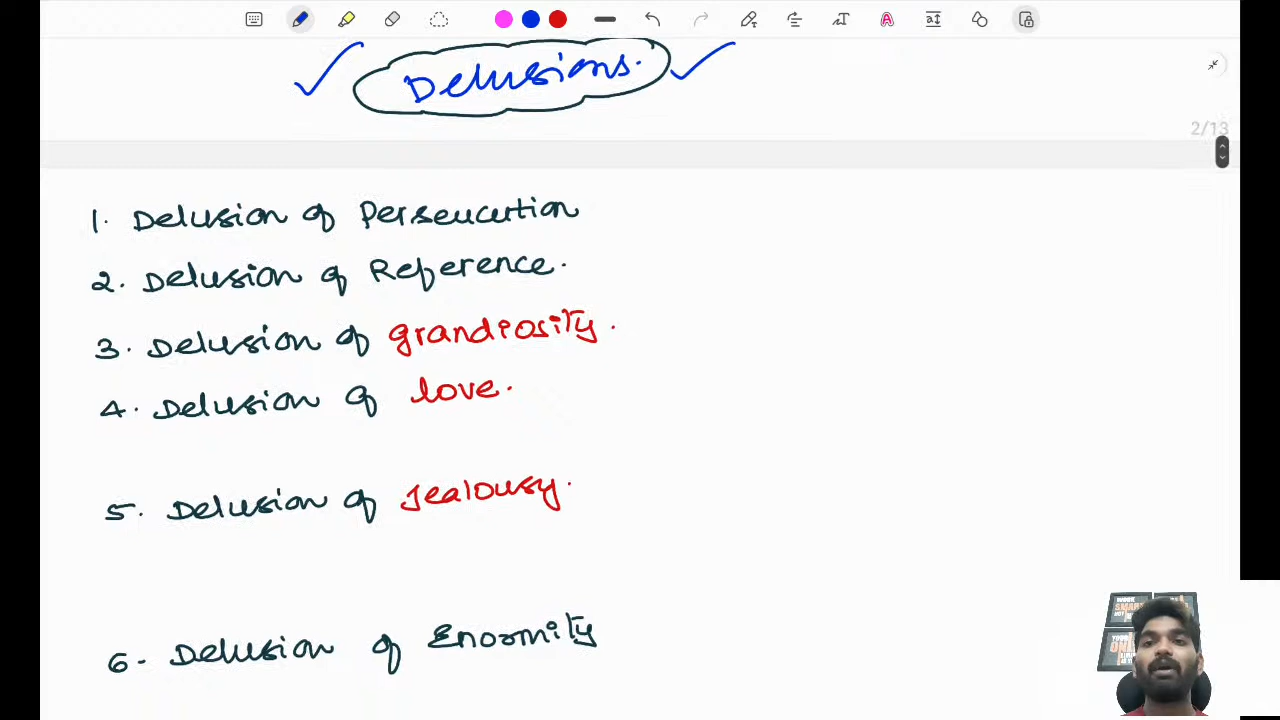 Delusions.
2/13
1. Delusion of Perseucution
2. Delusion of Reference.
3. Delusion of grandiosity.
4. Delusion of love.
5. Delusion of Jealousy.
6. Delusion of Enormity